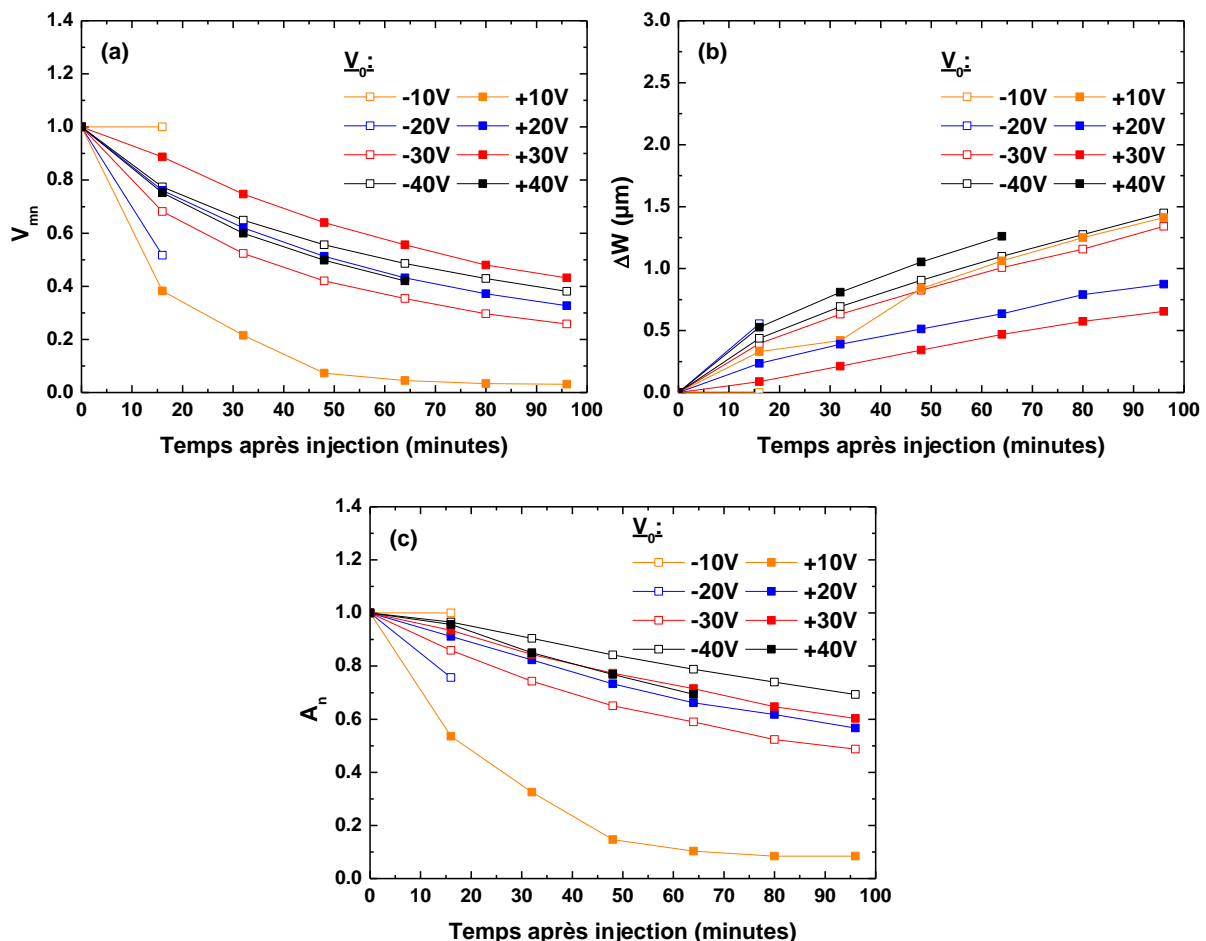 (a)
V₀:
-10V +10V
-20V +20V
-30V +30V
-40V +40V
1.4
1.2
1.0
0.8
0.6
0.4
0.2
0.0
Vmn
0 10 20 30 40 50 60 70 80 90 100
Temps après injection (minutes)
(b)
V₀:
-10V +10V
-20V +20V
-30V +30V
-40V +40V
3.0
2.5
2.0
1.5
1.0
0.5
0.0
ΔW (µm)
0 10 20 30 40 50 60 70 80 90 100
Temps après injection (minutes)
(c)
V₀:
-10V +10V
-20V +20V
-30V +30V
-40V +40V
1.4
1.2
1.0
0.8
0.6
0.4
0.2
0.0
An
0 10 20 30 40 50 60 70 80 90 100
Temps après injection (minutes)